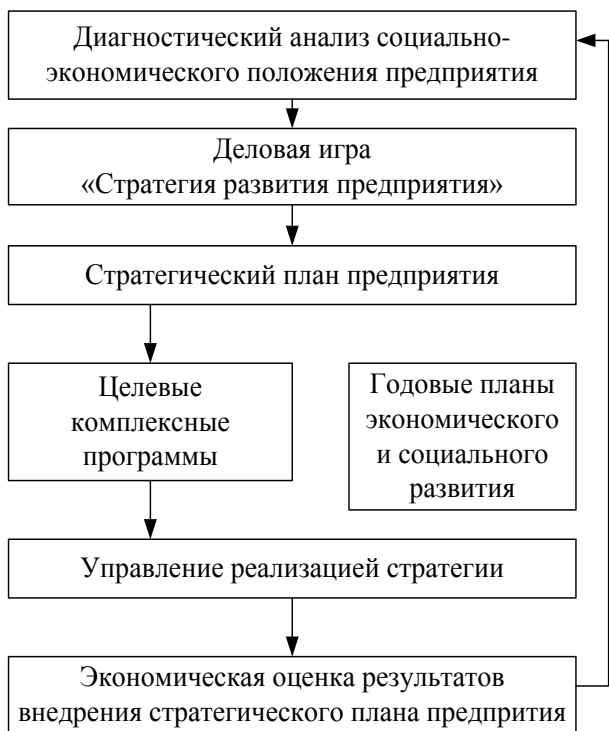 Диагностический анализ социально-
экономического положения предприятия
Деловая игра
«Стратегия развития предприятия»
Стратегический план предприятия
Целевые
комплексные
программы
Годовые планы
экономического
и социального
развития
Управление реализацией стратегии
Экономическая оценка результатов
внедрения стратегического плана предпрития